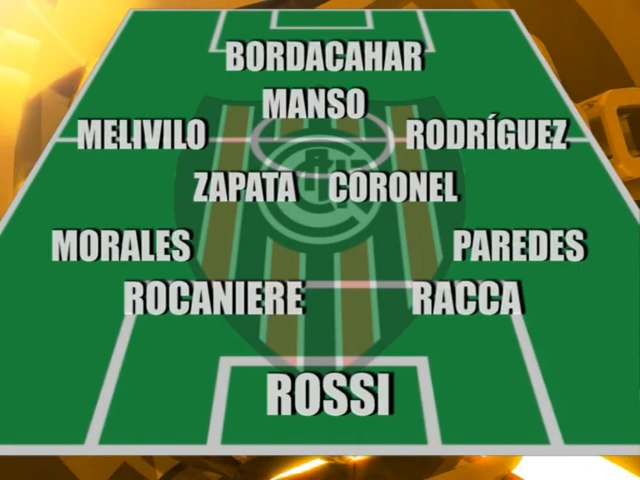 BORDACAHAR
MANSO
MELIVILO RODRÍGUEZ
ZAPATA CORONEL
MORALES PAREDES
ROCANIERE RACCA
ROSSI